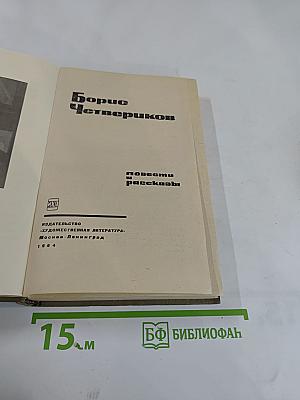 Борис
Четвериков
повести
и
рассказы
ИЗДАТЕЛЬСТВО
«ХУДОЖЕСТВЕННАЯ ЛИТЕРАТУРА»
Москва·Ленинград
1964
15 см
БФ БИБЛИОФАН